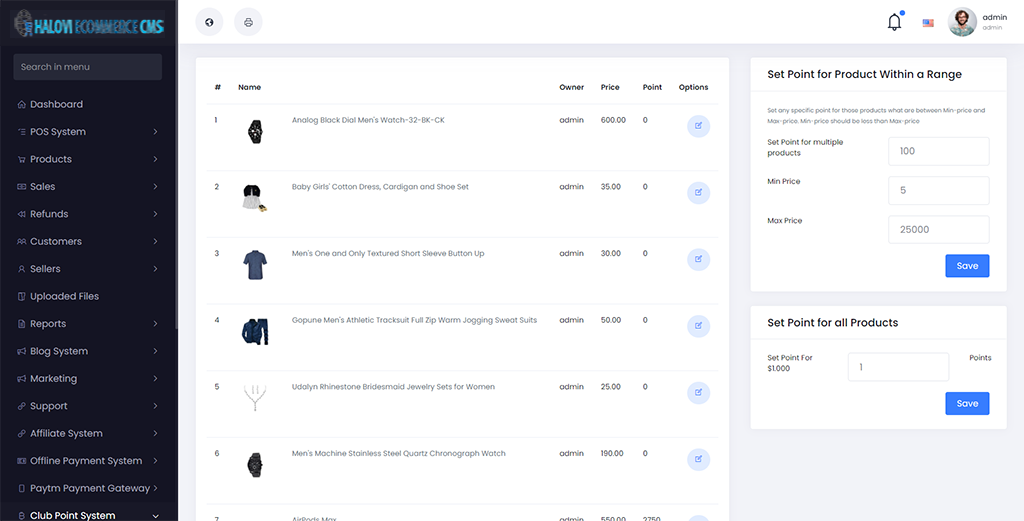 HALOVI ECOMMERCE CMS
Search in menu
Dashboard
POS System
Products
Sales
Refunds
Customers
Sellers
Uploaded Files
Reports
Blog System
Marketing
Support
Affiliate System
Offline Payment System
Paytm Payment Gateway
Club Point System
admin
admin
# Name Owner Price Point Options
1 Analog Black Dial Men's Watch-32-BK-CK admin 600.00 0
2 Baby Girls' Cotton Dress, Cardigan and Shoe Set admin 35.00 0
3 Men's One and Only Textured Short Sleeve Button Up admin 30.00 0
4 Gopune Men's Athletic Tracksuit Full Zip Warm Jogging Sweat Suits admin 50.00 0
5 Udalyn Rhinestone Bridesmaid Jewelry Sets for Women admin 25.00 0
6 Men's Machine Stainless Steel Quartz Chronograph Watch admin 190.00 0
7 AirPods Max admin 550.00 2750
Set Point for Product Within a Range
Set any specific point for those products what are between Min-price and
Max-price. Min-price should be less than Max-price
Set Point for multiple
products
100
Min Price
5
Max Price
25000
Save
Set Point for all Products
Set Point For
$1.000
1
Points
Save